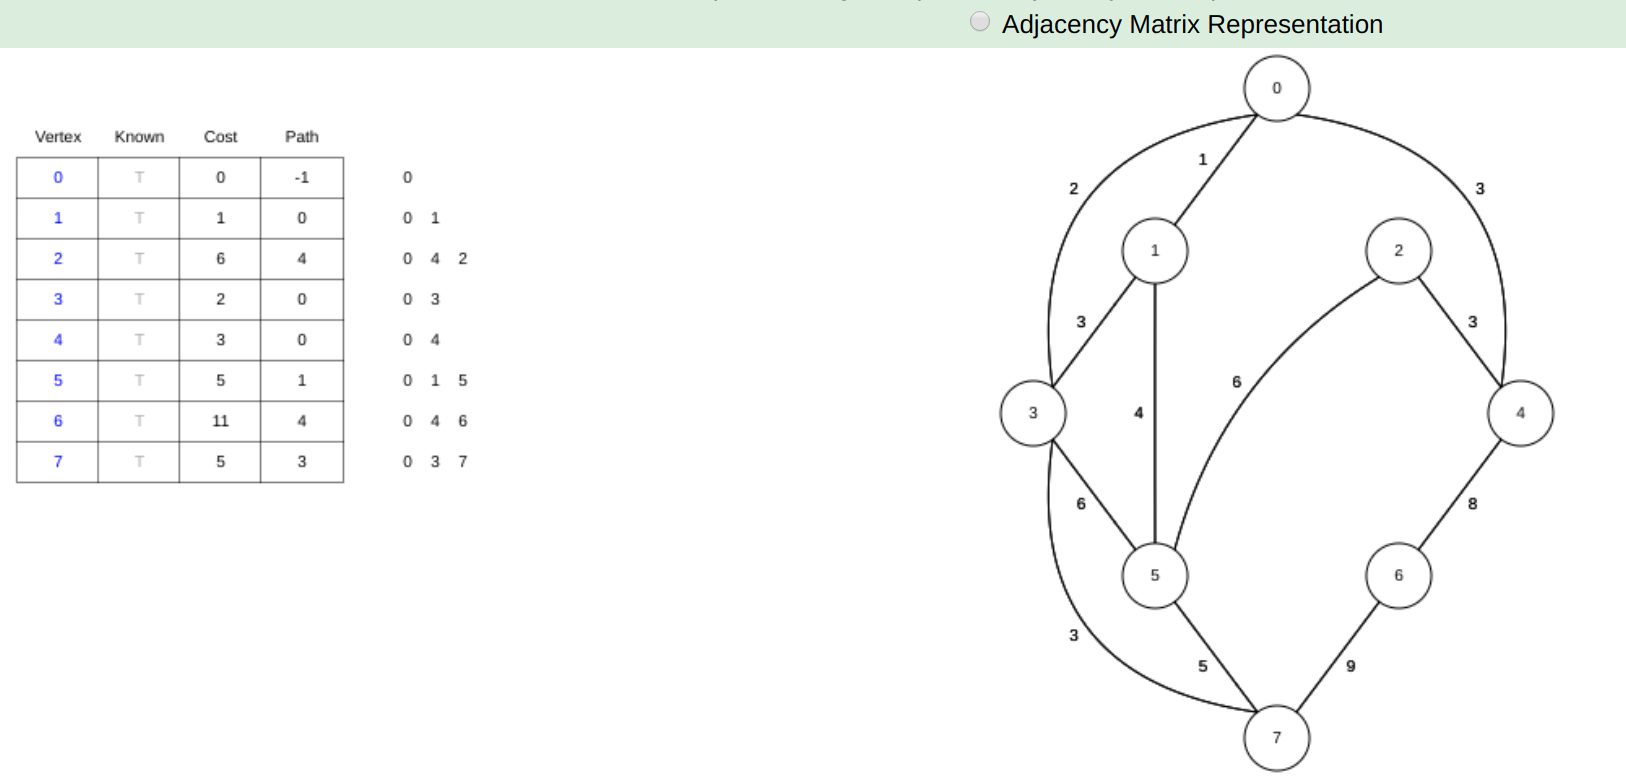 Adjacency Matrix Representation
Vertex Known Cost Path
0 T 0 -1 0
1 T 1 0 0 1
2 T 6 4 0 4 2
3 T 2 0 0 3
4 T 3 0 0 4
5 T 5 1 0 1 5
6 T 11 4 0 4 6
7 T 5 3 0 3 7
0
1
2 3
1 2
3 3
6
3 4 4
6 8
5 6
3
5 9
7